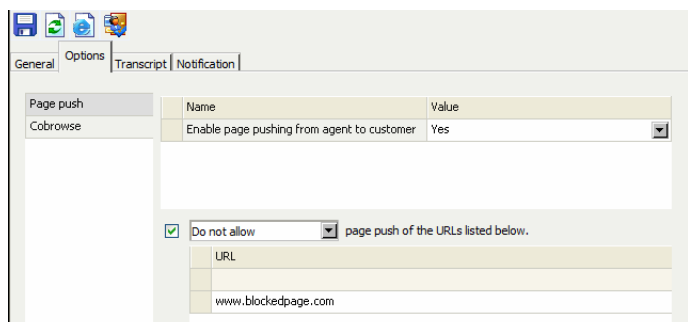 General Options Transcript Notification
Page push
Cobrowse
Name Value
Enable page pushing from agent to customer Yes
Do not allow page push of the URLs listed below.
URL
www.blockedpage.com